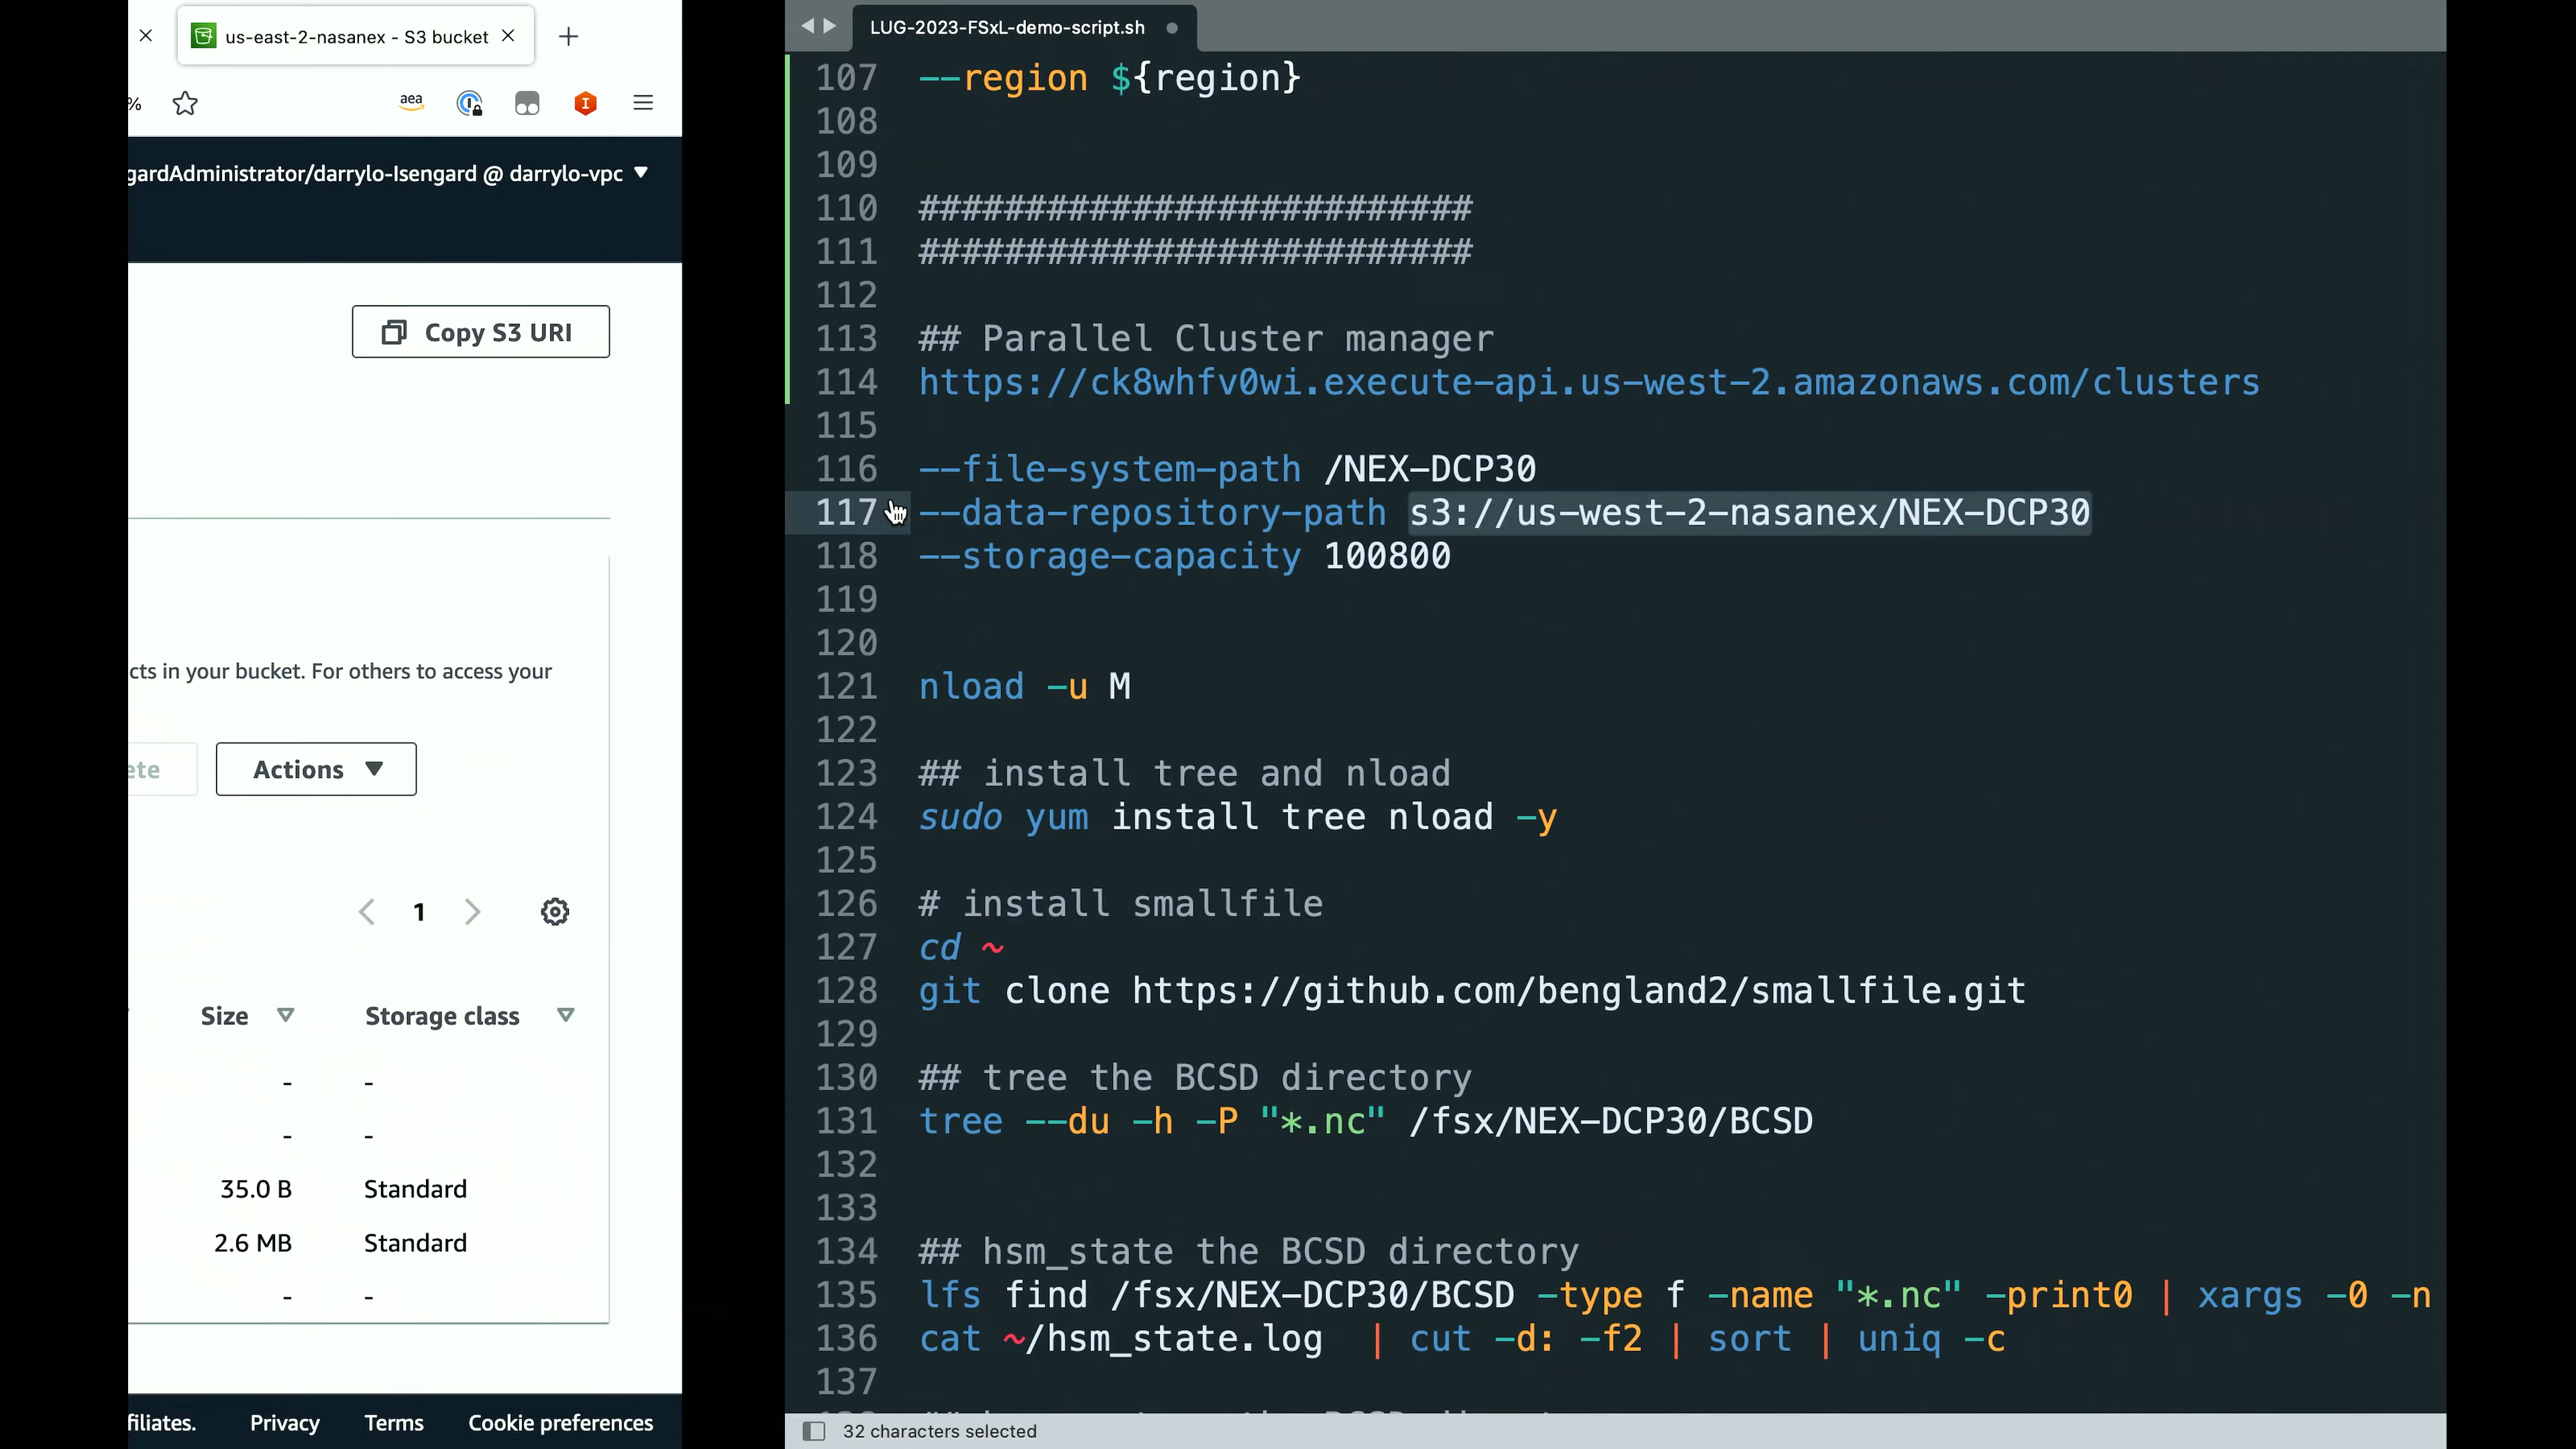 us-east-2-nasanex - S3 bucket
%
aea
gardAdministrator/darrylo-Isengard @ darrylo-vpc
Copy S3 URI
cts in your bucket. For others to access your
ete
Actions
1
Size Storage class
- -
- -
35.0 B Standard
2.6 MB Standard
- -
filiates. Privacy Terms Cookie preferences
LUG-2023-FSxL-demo-script.sh
107 --region ${region}
108
109
110 ##########################
111 ##########################
112
113 ## Parallel Cluster manager
114 https://ck8whfv0wi.execute-api.us-west-2.amazonaws.com/clusters
115
116 --file-system-path /NEX-DCP30
117 --data-repository-path s3://us-west-2-nasanex/NEX-DCP30
118 --storage-capacity 100800
119
120
121 nload -u M
122
123 ## install tree and nload
124 sudo yum install tree nload -y
125
126 # install smallfile
127 cd ~
128 git clone https://github.com/bengland2/smallfile.git
129
130 ## tree the BCSD directory
131 tree --du -h -P "*.nc" /fsx/NEX-DCP30/BCSD
132
133
134 ## hsm_state the BCSD directory
135 lfs find /fsx/NEX-DCP30/BCSD -type f -name "*.nc" -print0 | xargs -0 -n
136 cat ~/hsm_state.log | cut -d: -f2 | sort | uniq -c
137
32 characters selected